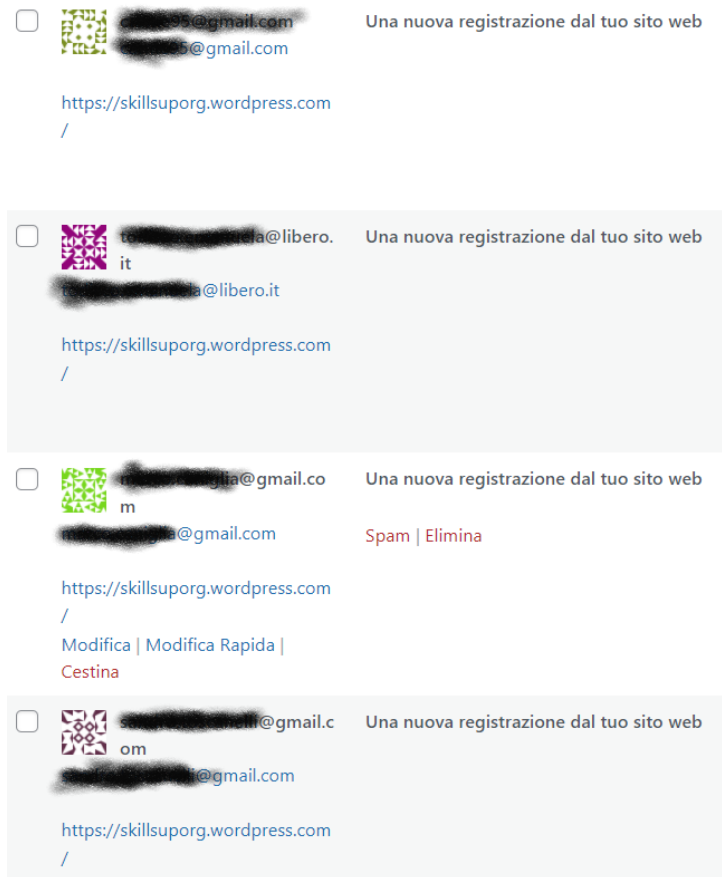 95@gmail.com Una nuova registrazione dal tuo sito web
5@gmail.com
https://skillsuporg.wordpress.com
/
a@libero. Una nuova registrazione dal tuo sito web
it
@libero.it
https://skillsuporg.wordpress.com
/
@gmail.co Una nuova registrazione dal tuo sito web
m
@gmail.com Spam | Elimina
https://skillsuporg.wordpress.com
/
Modifica | Modifica Rapida |
Cestina
@gmail.c Una nuova registrazione dal tuo sito web
om
@gmail.com
https://skillsuporg.wordpress.com
/